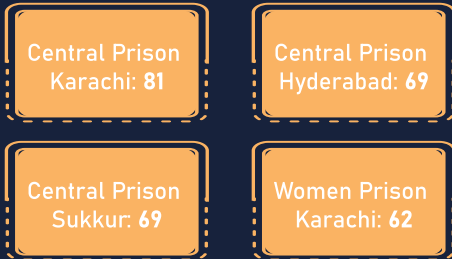 Central Prison
Karachi: 81
Central Prison
Hyderabad: 69
Central Prison
Sukkur: 69
Women Prison
Karachi: 62